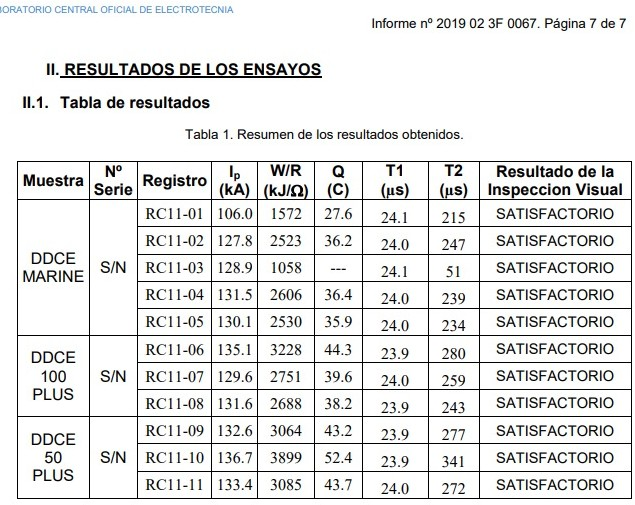 BORATORIO CENTRAL OFICIAL DE ELECTROTECNIA
Informe nº 2019 02 3F 0067. Página 7 de 7
II. RESULTADOS DE LOS ENSAYOS
II.1. Tabla de resultados
Tabla 1. Resumen de los resultados obtenidos.
Muestra Nº Serie Registro Ip (kA) W/R (kJ/Ω) Q (C) T1 (µs) T2 (µs) Resultado de la Inspeccion Visual
DDCE MARINE S/N RC11-01 106.0 1572 27.6 24.1 215 SATISFACTORIO
RC11-02 127.8 2523 36.2 24.0 247 SATISFACTORIO
RC11-03 128.9 1058 --- 24.1 51 SATISFACTORIO
RC11-04 131.5 2606 36.4 24.0 239 SATISFACTORIO
RC11-05 130.1 2530 35.9 24.0 234 SATISFACTORIO
DDCE 100 PLUS S/N RC11-06 135.1 3228 44.3 23.9 280 SATISFACTORIO
RC11-07 129.6 2751 39.6 24.0 259 SATISFACTORIO
RC11-08 131.6 2688 38.2 23.9 243 SATISFACTORIO
DDCE 50 PLUS S/N RC11-09 132.6 3064 43.2 23.9 277 SATISFACTORIO
RC11-10 136.7 3899 52.4 23.9 341 SATISFACTORIO
RC11-11 133.4 3085 43.7 24.0 272 SATISFACTORIO